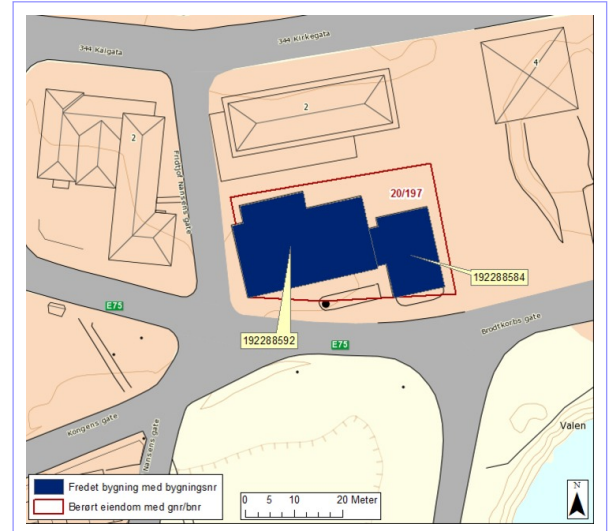 344 Kaigata
344 Kirkegata
4
2
2
Fridtjof Nansens gate
20/197
192288584
E75
192288592
E75
Brodtkorbs gate
Kongens gate
Nansens gate
Valen
Fredet bygning med bygningsnr
Berørt eiendom med gnr/bnr
0 5 10 20 Meter
N